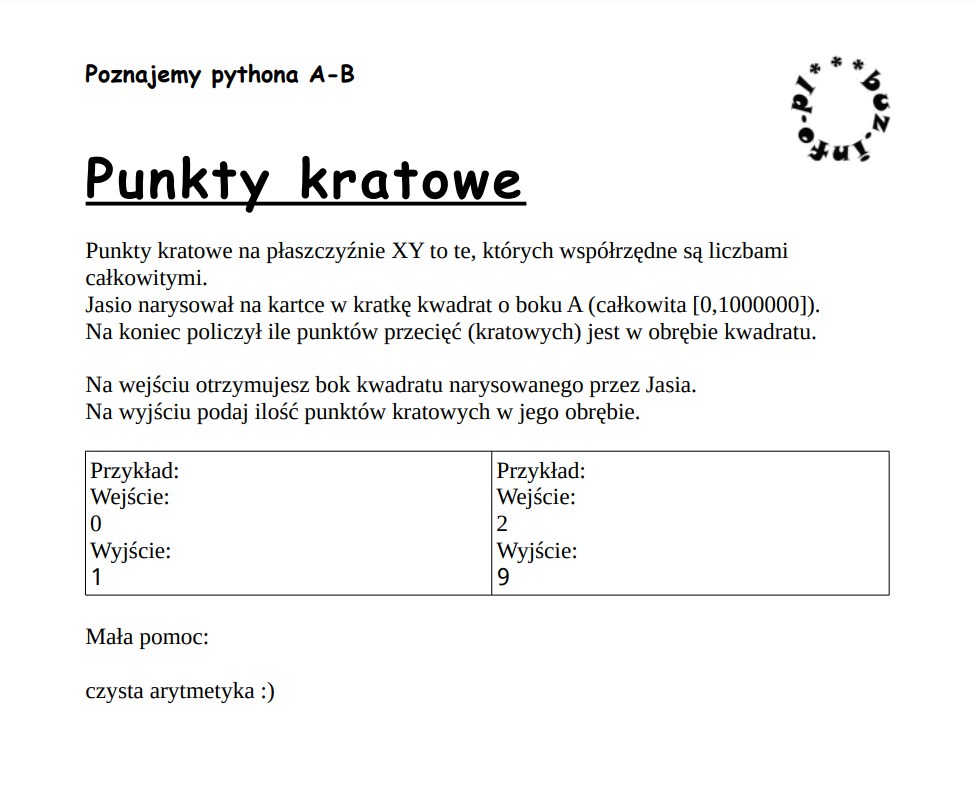 Poznajemy pythona A-B
***buz.info.pl
Punkty kratowe
Punkty kratowe na płaszczyźnie XY to te, których współrzędne są liczbami
całkowitymi.
Jasio narysował na kartce w kratkę kwadrat o boku A (całkowita [0,1000000]).
Na koniec policzył ile punktów przecięć (kratowych) jest w obrębie kwadratu.
Na wejściu otrzymujesz bok kwadratu narysowanego przez Jasia.
Na wyjściu podaj ilość punktów kratowych w jego obrębie.
Przykład:
Wejście:
0
Wyjście:
1
Przykład:
Wejście:
2
Wyjście:
9
Mała pomoc:
czysta arytmetyka :)